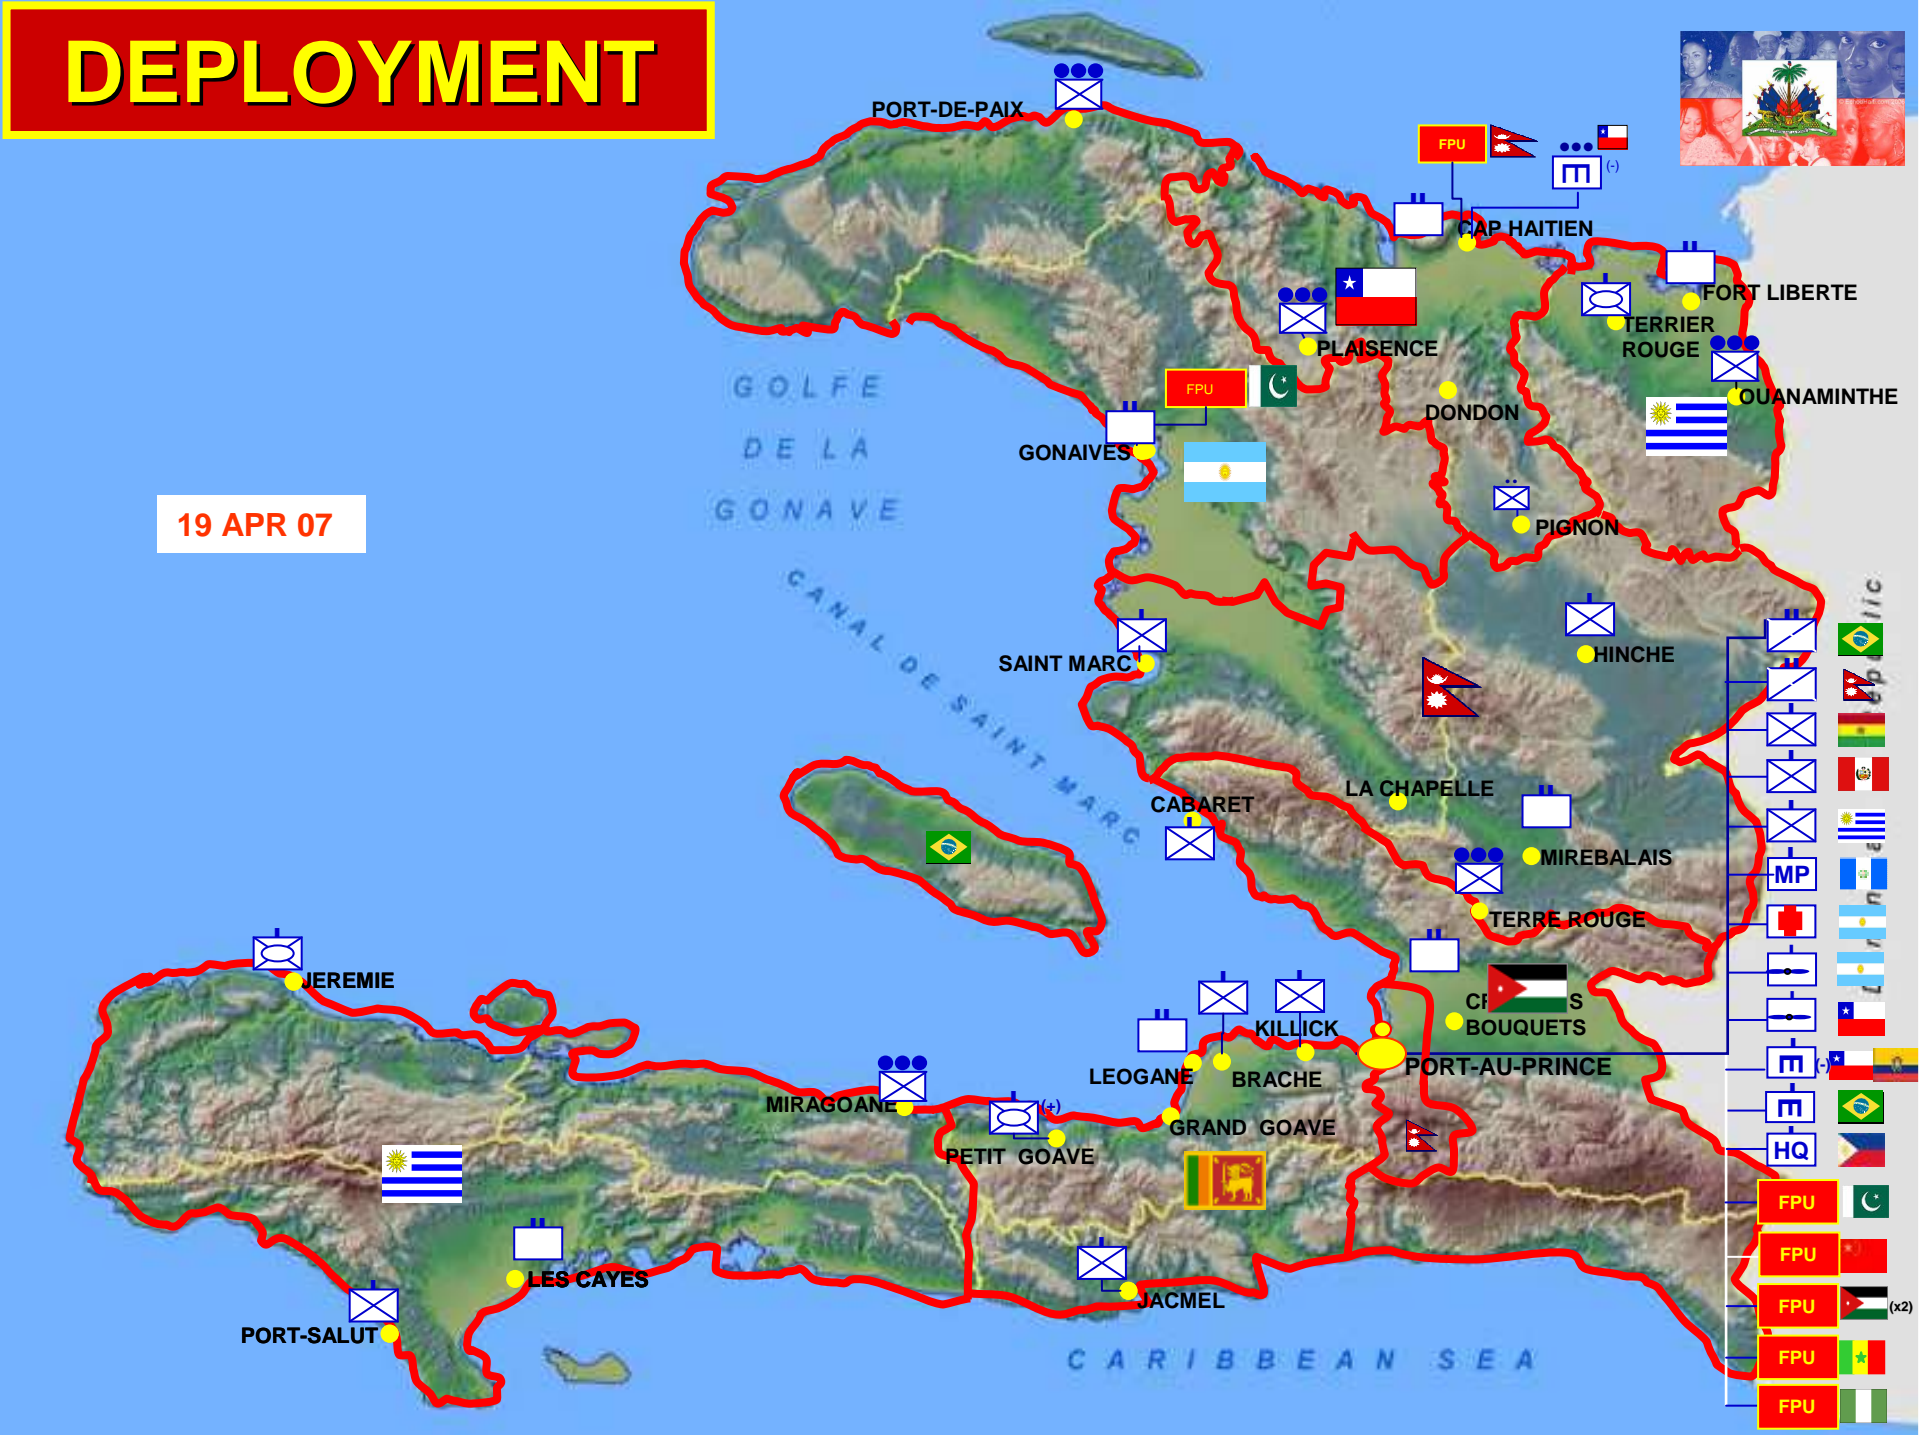 DEPLOYMENT
PORT-DE-PAIX
FPU
(-)
CAP HAITIEN
FORT LIBERTE
TERRIER
ROUGE
PLAISENCE
GOLFE
DE LA
GONAVE
FPU
OUANAMINTHE
DONDON
GONAIVES
19 APR 07
PIGNON
CANAL DE SAINT MARC
SAINT MARC
HINCHE
LA CHAPELLE
CABARET
MIREBALAIS
MP
TERRE ROUGE
JEREMIE
BOUQUETS
KILLICK
PORT-AU-PRINCE
LEOGANE
BRACHE
(-)
MIRAGOANE
(+)
GRAND GOAVE
PETIT GOAVE
HQ
FPU
FPU
FPU
(x2)
FPU
FPU
LES CAYES
JACMEL
PORT-SALUT
CARIBBEAN SEA